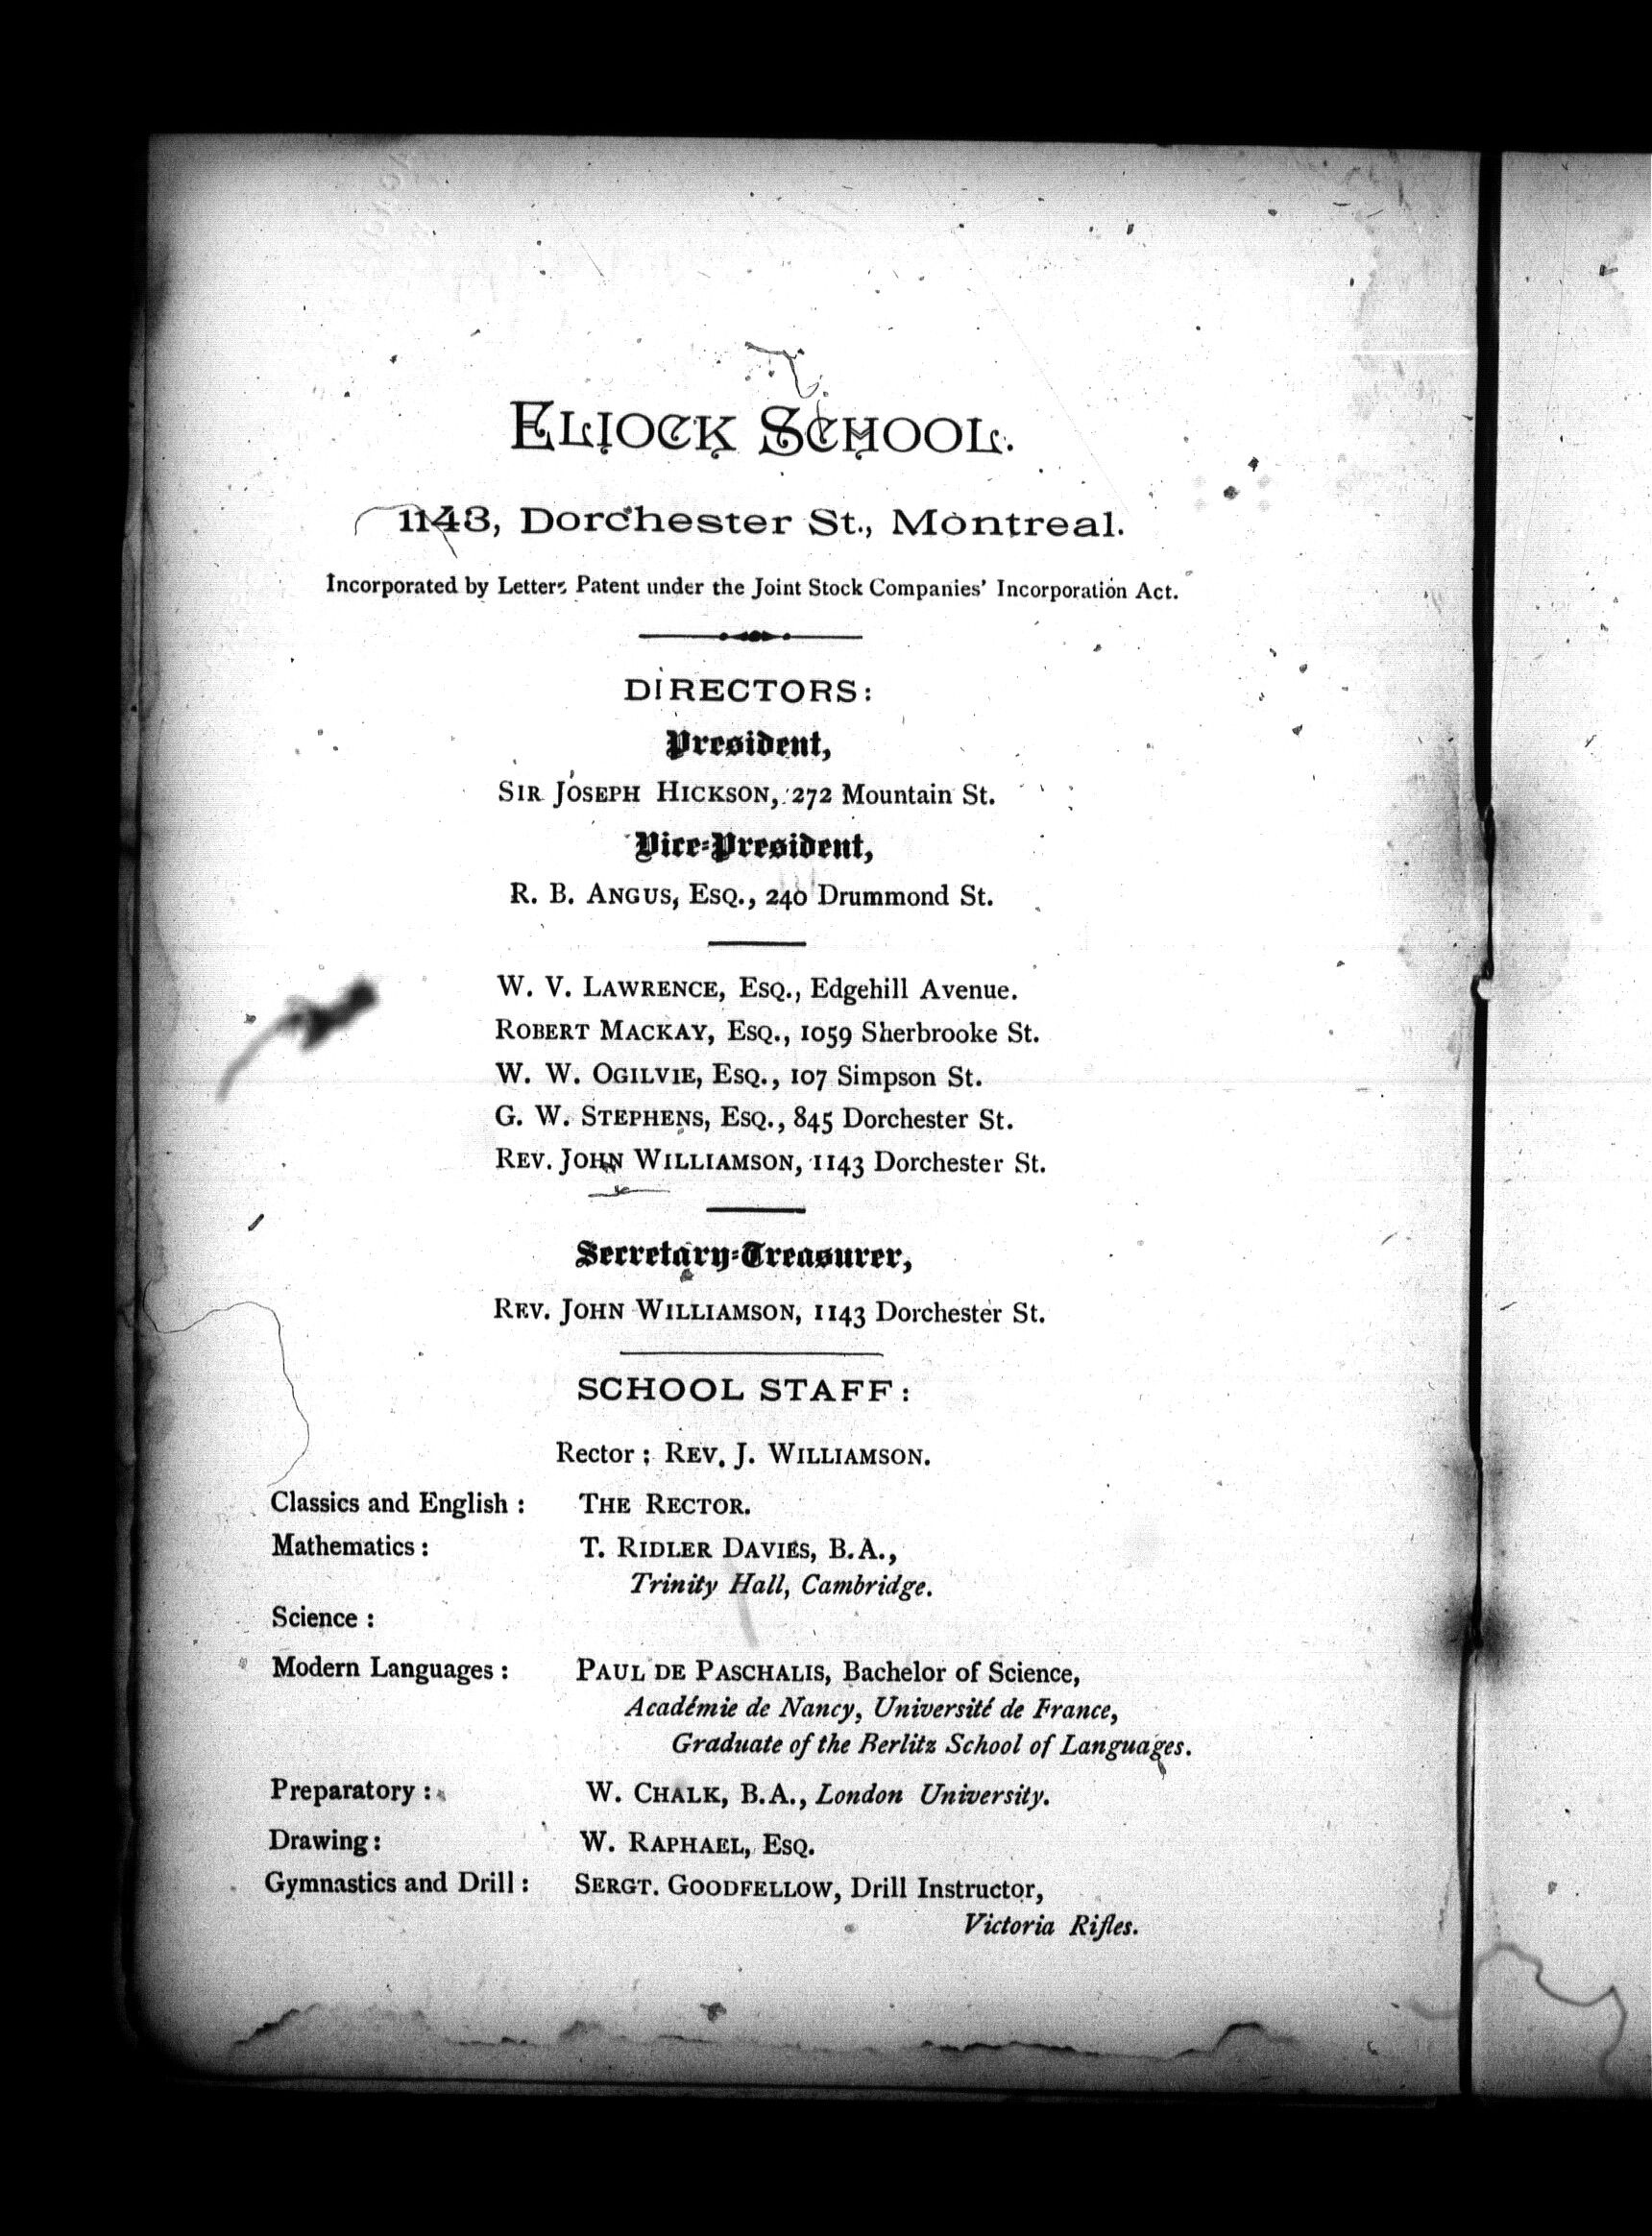 ELIOCK SCHOOL.
1143, Dorchester St., Montreal.
Incorporated by Letters Patent under the Joint Stock Companies' Incorporation Act.
DIRECTORS:
President,
SIR JOSEPH HICKSON, 272 Mountain St.
Vice-President,
R. B. ANGUS, ESQ., 240 Drummond St.
W. V. LAWRENCE, ESQ., Edgehill Avenue.
ROBERT MACKAY, ESQ., 1059 Sherbrooke St.
W. W. OGILVIE, ESQ., 107 Simpson St.
G. W. STEPHENS, ESQ., 845 Dorchester St.
REV. JOHN WILLIAMSON, 1143 Dorchester St.
Secretary-Treasurer,
REV. JOHN WILLIAMSON, 1143 Dorchester St.
SCHOOL STAFF:
Rector: REV. J. WILLIAMSON.
Classics and English: THE RECTOR.
Mathematics: T. RIDLER DAVIES, B.A.,
Trinity Hall, Cambridge.
Science:
Modern Languages: PAUL DE PASCHALIS, Bachelor of Science,
Académie de Nancy, Université de France,
Graduate of the Berlitz School of Languages.
Preparatory: W. CHALK, B.A., London University.
Drawing: W. RAPHAEL, ESQ.
Gymnastics and Drill: SERGT. GOODFELLOW, Drill Instructor,
Victoria Rifles.